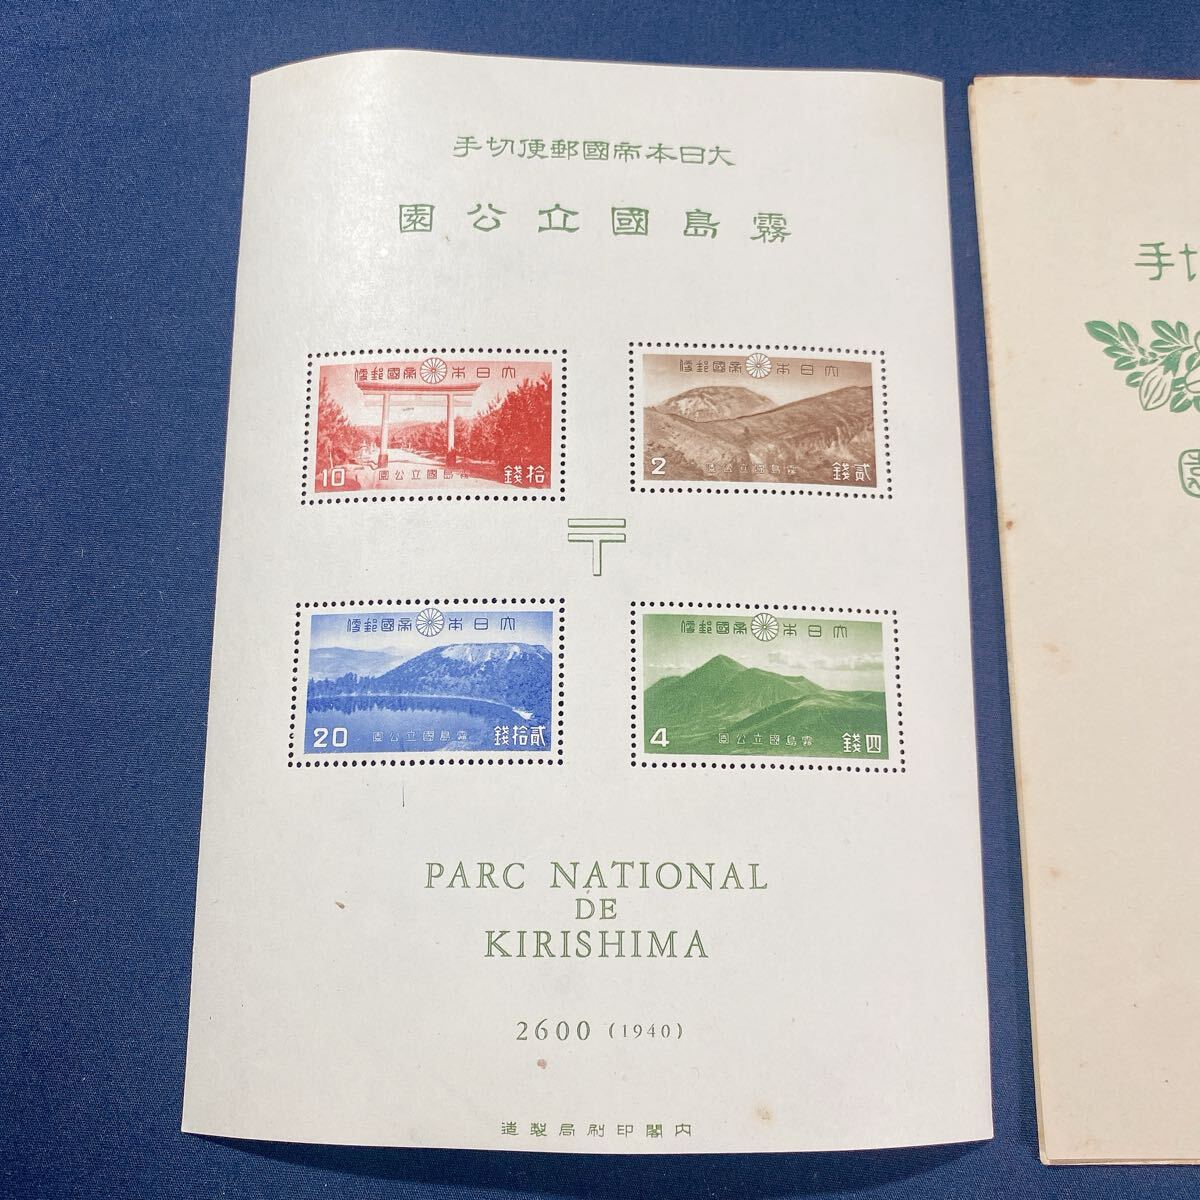 大日本帝國郵便切手
霧島國立公園
大日本帝國郵便
霧島國立公園
10
拾錢
大日本帝國郵便
霧島國立公園
2
貳錢
〒
大日本帝國郵便
霧島國立公園
20
貳拾錢
大日本帝國郵便
霧島國立公園
4
四錢
PARC NATIONAL
DE
KIRISHIMA
2600 (1940)
内閣印刷局製造
切手